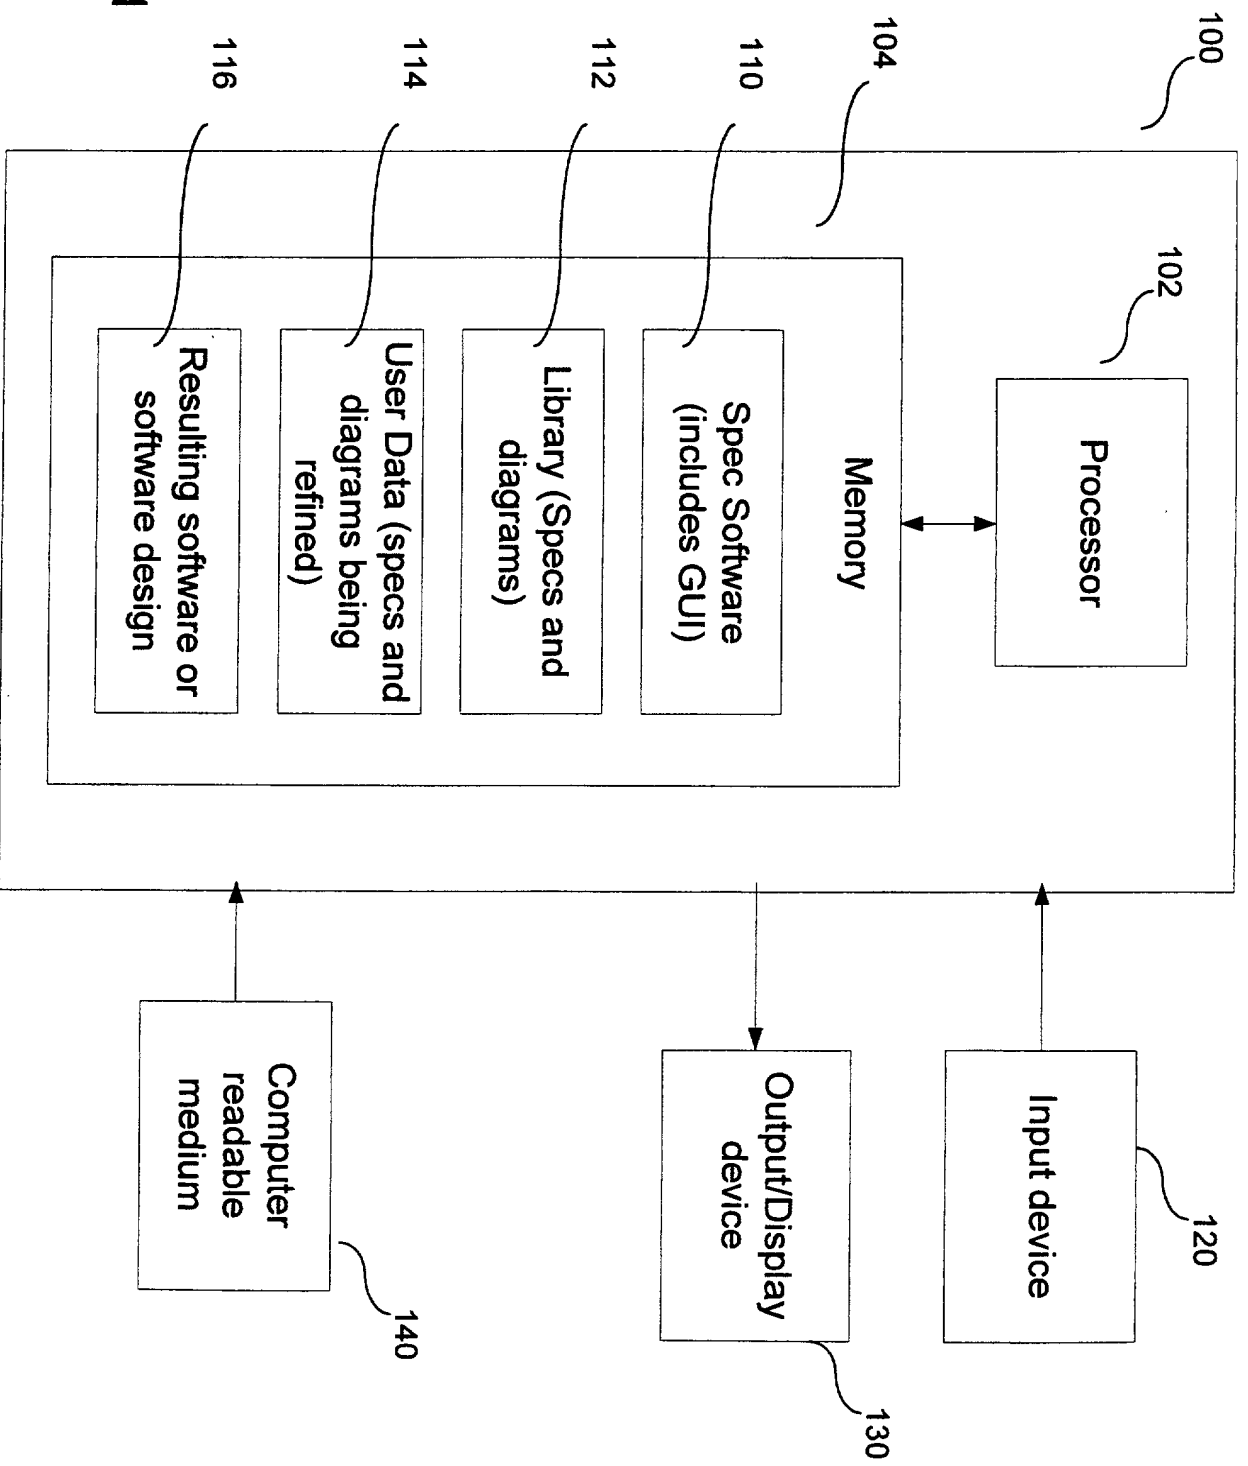 100
102
Processor
104
Memory
110
Spec Software
(includes GUI)
112
Library (Specs and
diagrams)
114
User Data (specs and
diagrams being
refined)
116
Resulting software or
software design
120
Input device
130
Output/Display
device
140
Computer
readable
medium